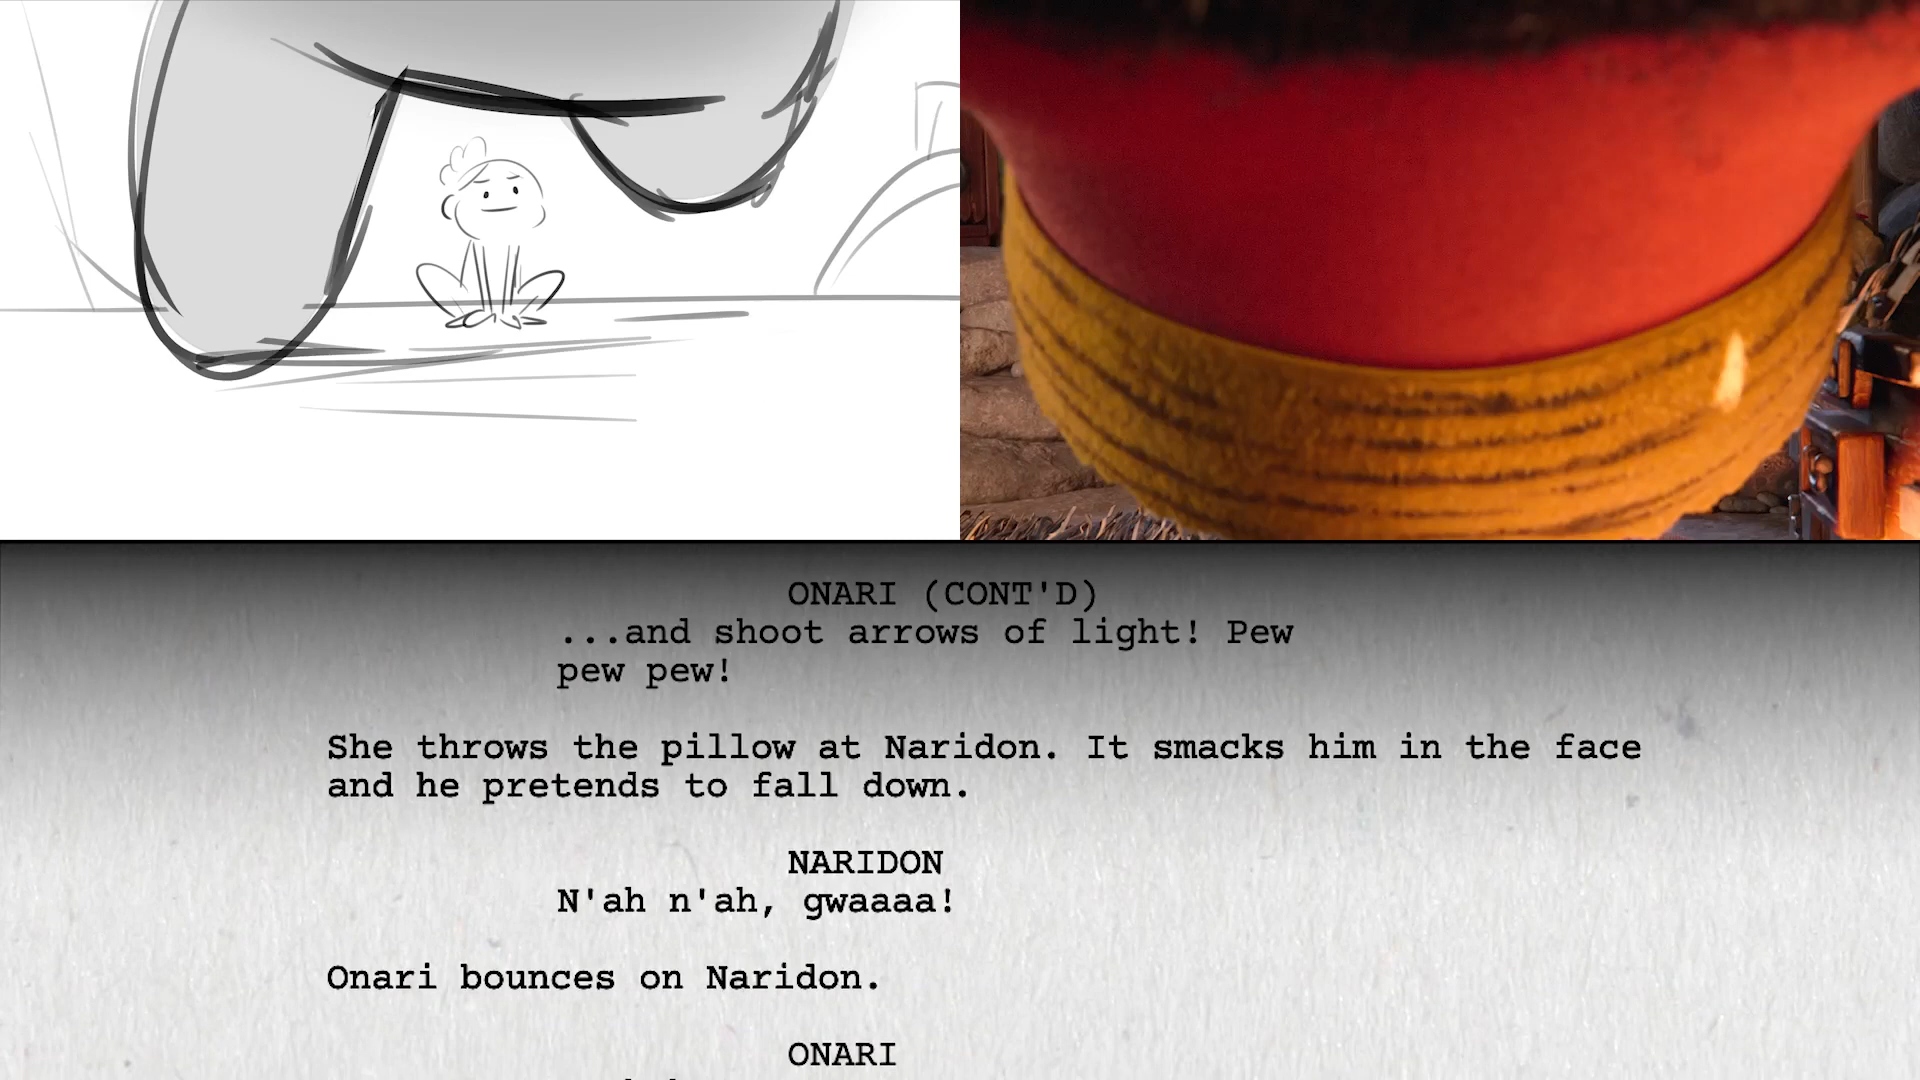 ONARI (CONT'D)
...and shoot arrows of light! Pew
pew pew!
She throws the pillow at Naridon. It smacks him in the face
and he pretends to fall down.
NARIDON
N'ah n'ah, gwaaaa!
Onari bounces on Naridon.
ONARI